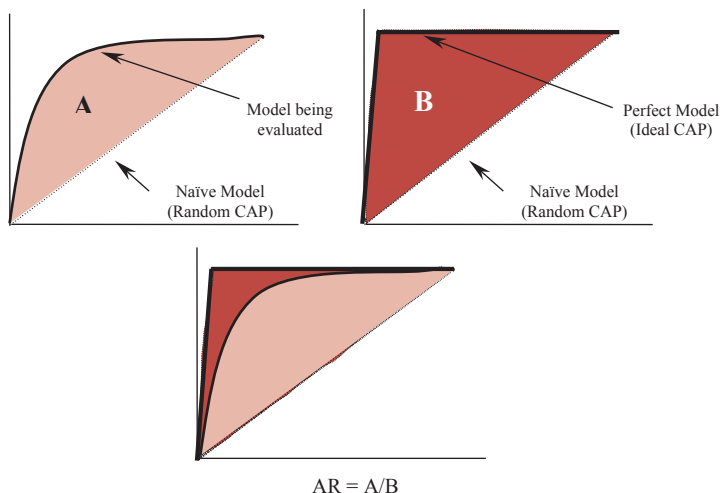 A
Model being
evaluated
Naïve Model
(Random CAP)
B
Perfect Model
(Ideal CAP)
Naïve Model
(Random CAP)
AR = A/B